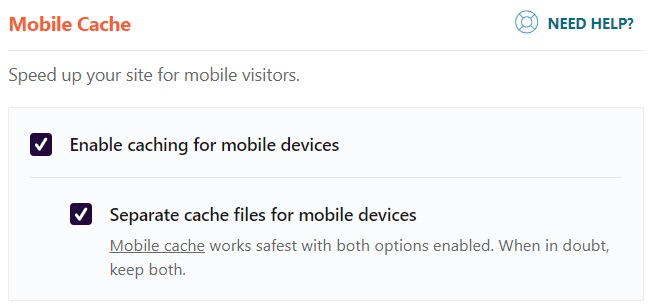 Mobile Cache
NEED HELP?
Speed up your site for mobile visitors.
Enable caching for mobile devices
Separate cache files for mobile devices
Mobile cache works safest with both options enabled. When in doubt,
keep both.